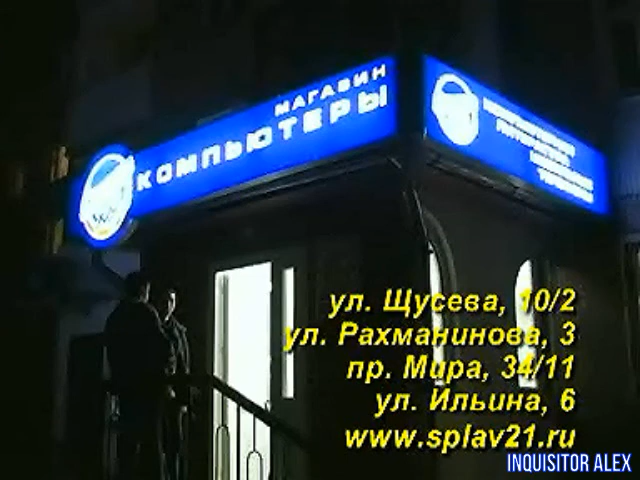 МАГАЗИН
КОМПЬЮТЕРЫ
ул. Щусева, 10/2
ул. Рахманинова, 3
пр. Мира, 34/11
ул. Ильина, 6
www.splav21.ru
INQUISITOR ALEX